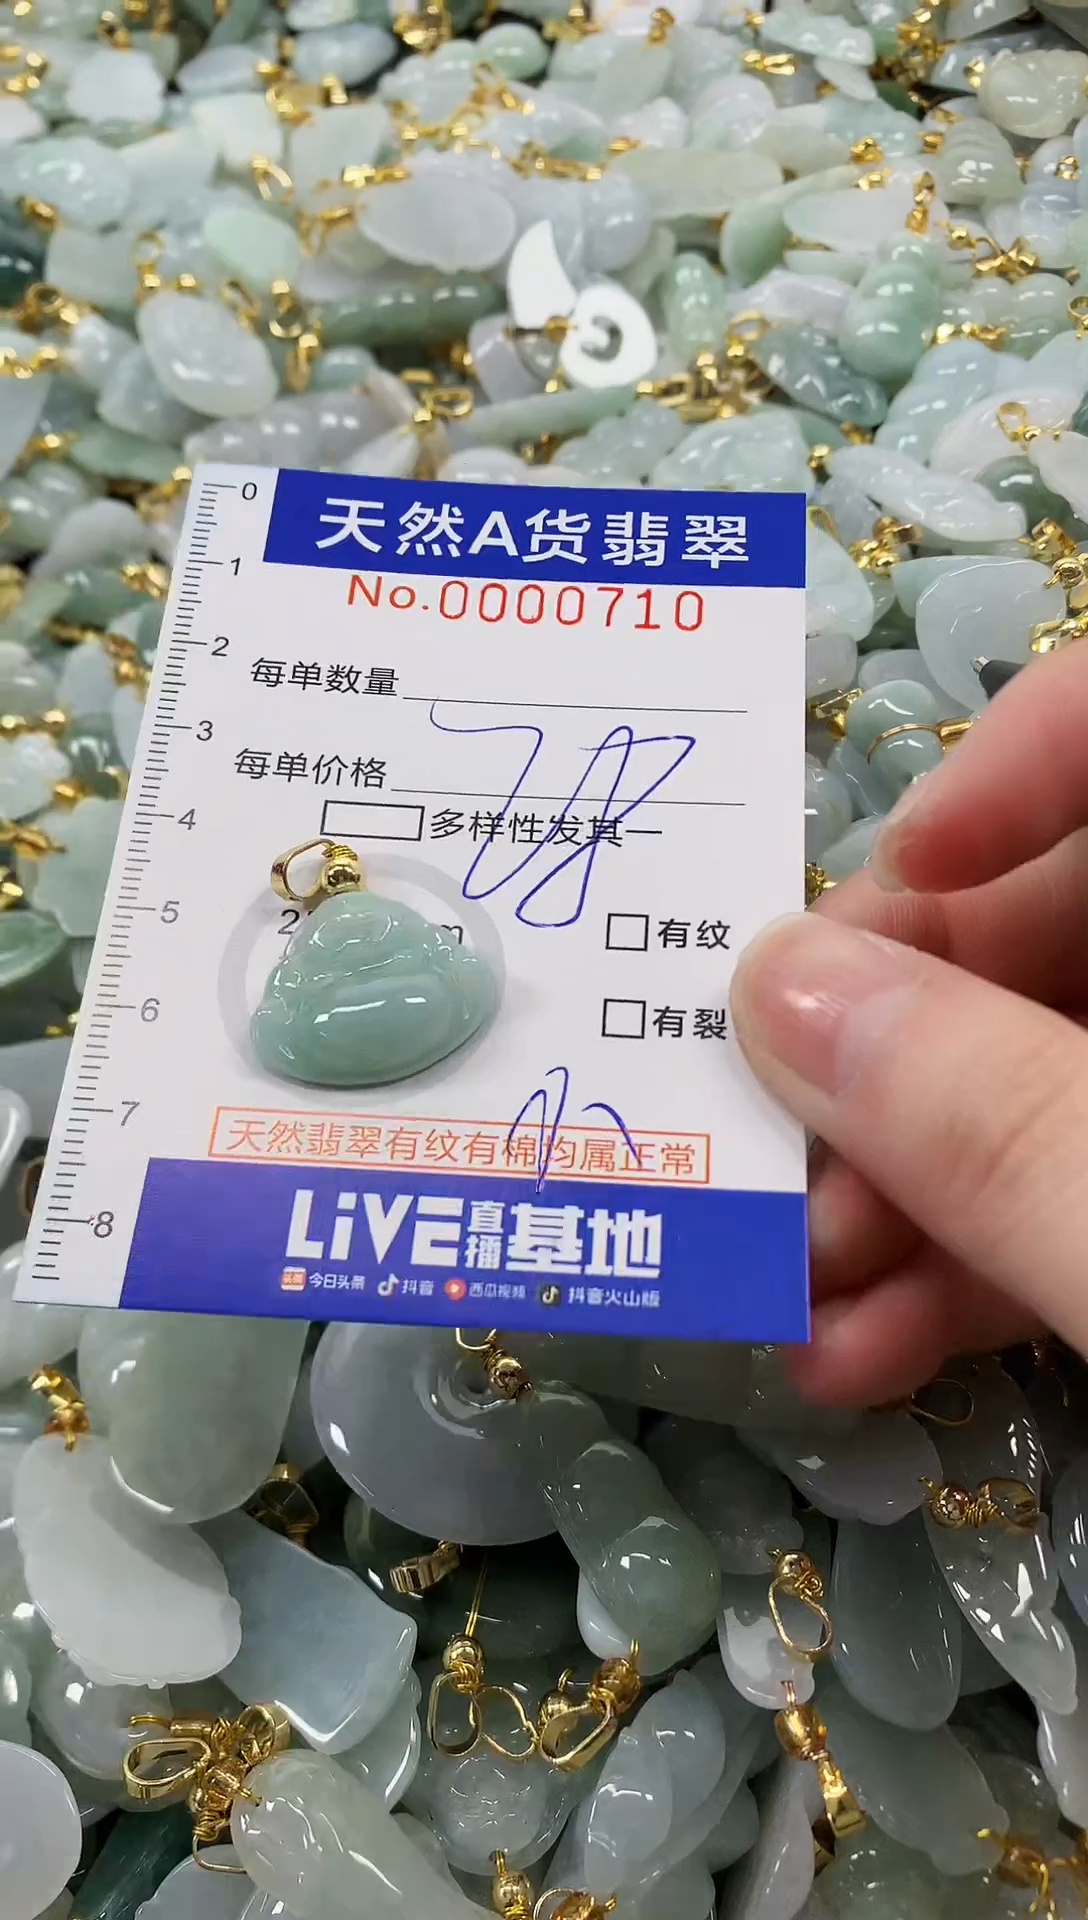 天然A货翡翠
No.0000710
每单数量
每单价格
多样性发其一
有纹
有裂
天然翡翠有纹有棉均属正常
LiVE直播基地
头条 今日头条 抖音 西瓜视频 抖音火山版
0
1
2
3
4
5
6
7
8